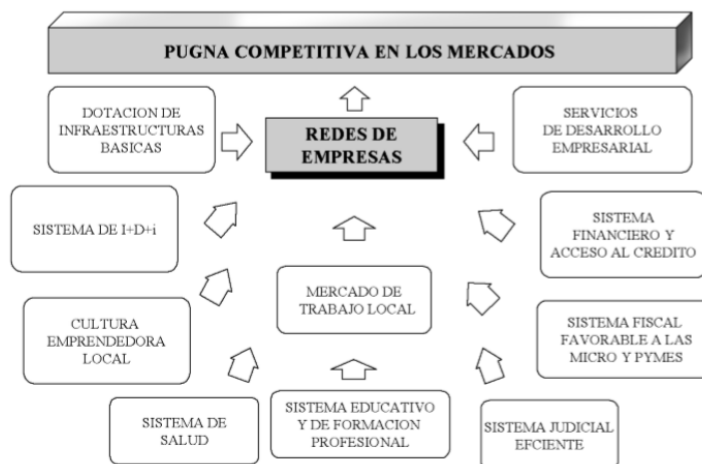 PUGNA COMPETITIVA EN LOS MERCADOS
DOTACION DE
INFRAESTRUCTURAS
BASICAS
REDES DE
EMPRESAS
SERVICIOS
DE DESARROLLO
EMPRESARIAL
SISTEMA DE I+D+i
SISTEMA
FINANCIERO Y
ACCESO AL CREDITO
MERCADO DE
TRABAJO LOCAL
CULTURA
EMPRENDEDORA
LOCAL
SISTEMA FISCAL
FAVORABLE A LAS
MICRO Y PYMES
SISTEMA DE
SALUD
SISTEMA EDUCATIVO
Y DE FORMACION
PROFESIONAL
SISTEMA JUDICIAL
EFCIENTE